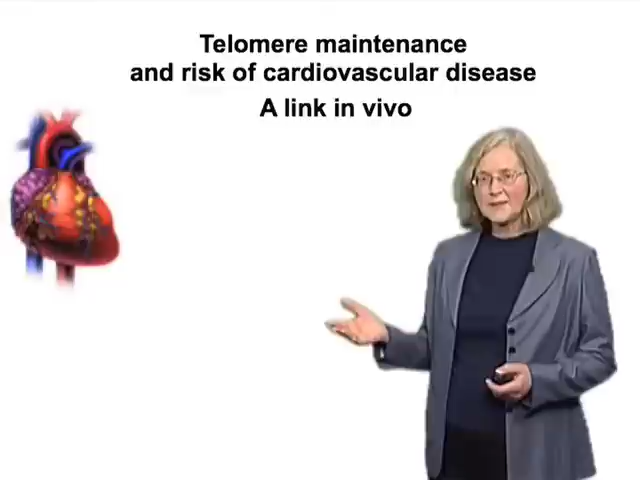 Telomere maintenance
and risk of cardiovascular disease
A link in vivo